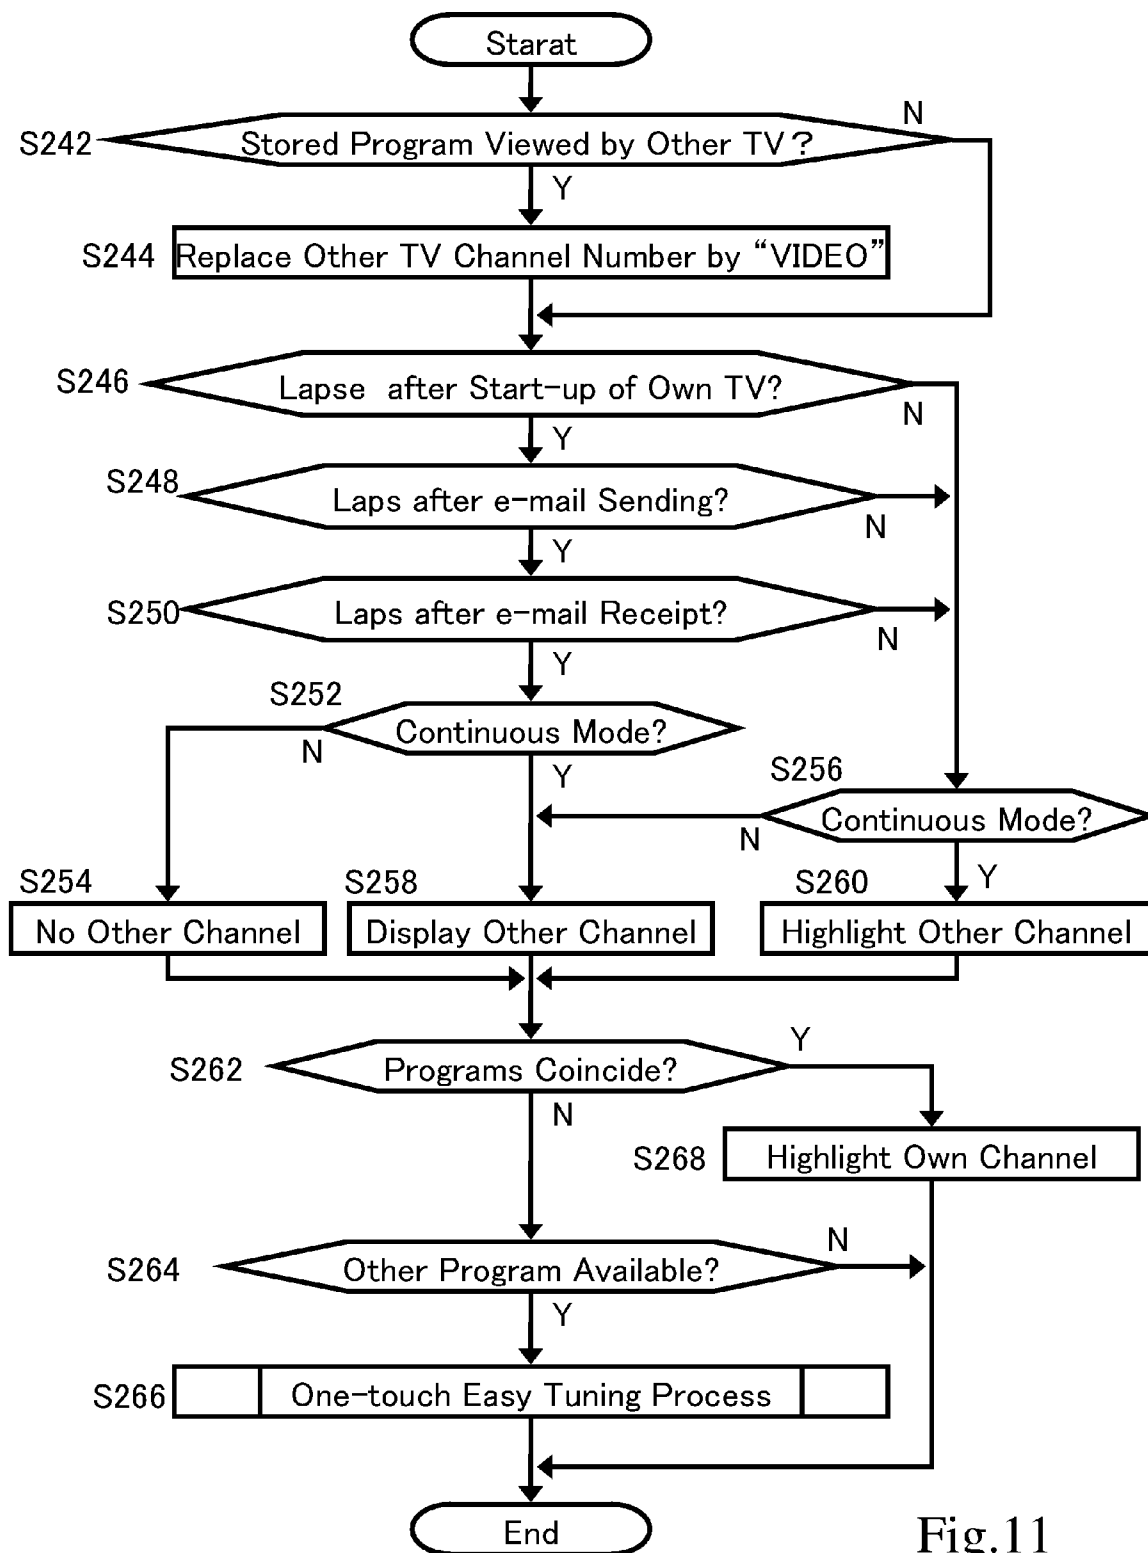 Starat
N
S242 Stored Program Viewed by Other TV?
Y
S244 Replace Other TV Channel Number by “VIDEO”
S246 Lapse after Start-up of Own TV?
N
Y
S248 Laps after e-mail Sending?
N
Y
S250 Laps after e-mail Receipt?
N
Y
S252
Continuous Mode?
N
Y
S256
Continuous Mode?
N
Y
S254 S258 S260
No Other Channel Display Other Channel Highlight Other Channel
Y
S262 Programs Coincide?
N
S268 Highlight Own Channel
N
S264 Other Program Available?
Y
S266 One-touch Easy Tuning Process
End
Fig.11